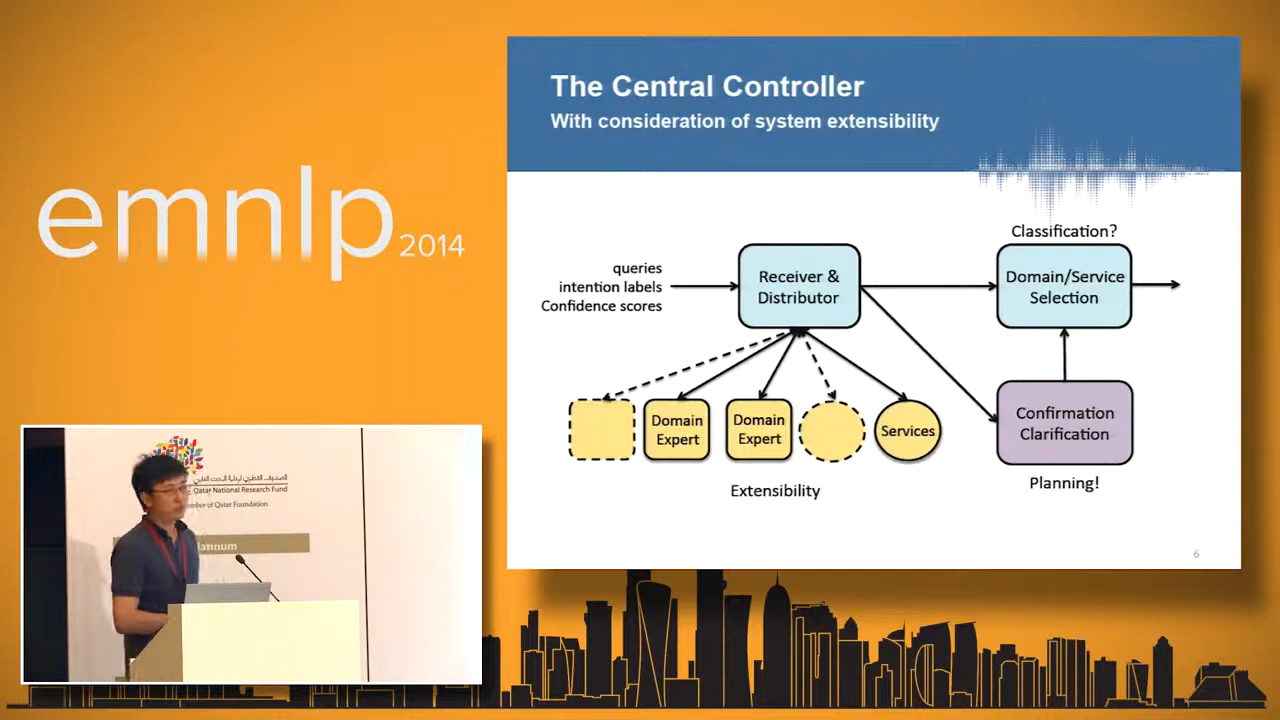 emnlp 2014
The Central Controller
With consideration of system extensibility
queries
intention labels
Confidence scores
Receiver &
Distributor
Classification?
Domain/Service
Selection
Domain
Expert
Domain
Expert
Services
Confirmation
Clarification
Extensibility
Planning!
6
Qatar National Research Fund
of Qatar Foundation